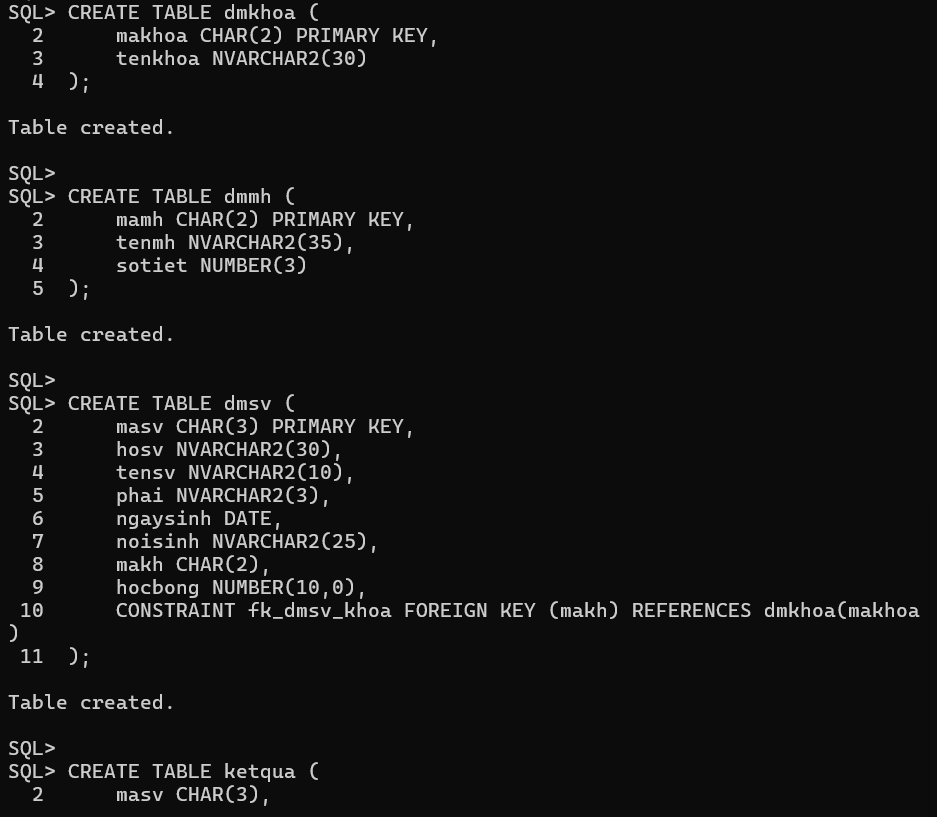 SQL> CREATE TABLE dmkhoa (
  2      makhoa CHAR(2) PRIMARY KEY,
  3      tenkhoa NVARCHAR2(30)
  4  );
Table created.
SQL>
SQL> CREATE TABLE dmmh (
  2      mamh CHAR(2) PRIMARY KEY,
  3      tenmh NVARCHAR2(35),
  4      sotiet NUMBER(3)
  5  );
Table created.
SQL>
SQL> CREATE TABLE dmsv (
  2      masv CHAR(3) PRIMARY KEY,
  3      hosv NVARCHAR2(30),
  4      tensv NVARCHAR2(10),
  5      phai NVARCHAR2(3),
  6      ngaysinh DATE,
  7      noisinh NVARCHAR2(25),
  8      makh CHAR(2),
  9      hocbong NUMBER(10,0),
 10      CONSTRAINT fk_dmsv_khoa FOREIGN KEY (makh) REFERENCES dmkhoa(makhoa
)
 11  );
Table created.
SQL>
SQL> CREATE TABLE ketqua (
  2      masv CHAR(3),